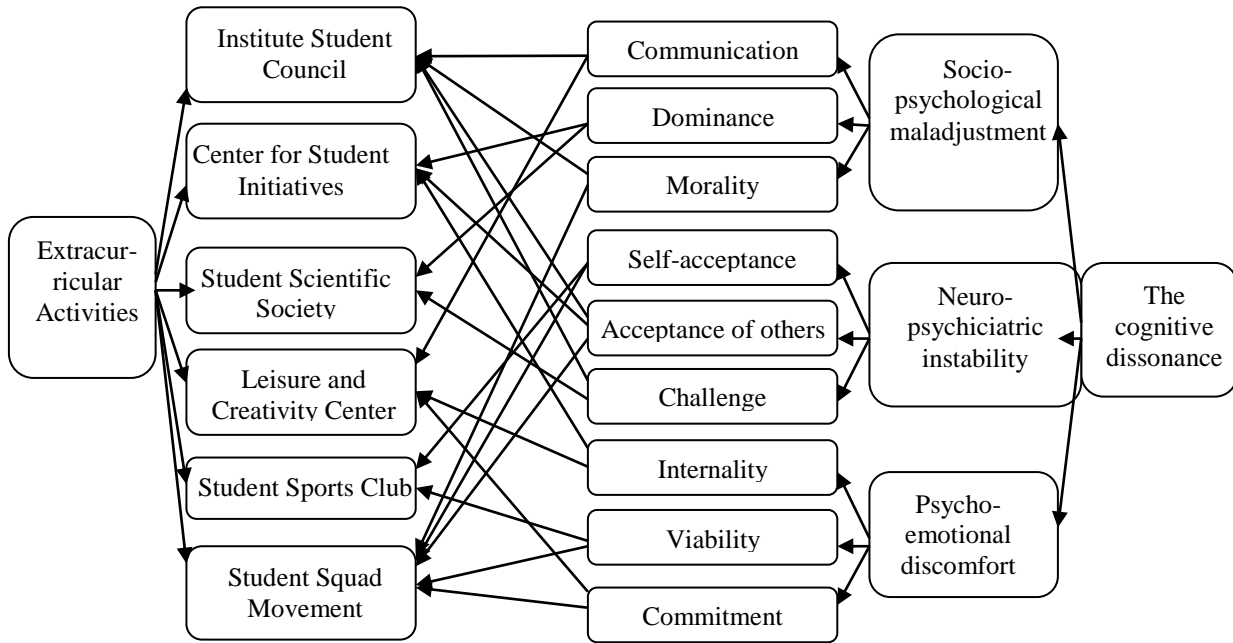 Extracur-
ricular
Activities
Institute Student
Council
Center for Student
Initiatives
Student Scientific
Society
Leisure and
Creativity Center
Student Sports Club
Student Squad
Movement
Communication
Dominance
Morality
Self-acceptance
Acceptance of others
Challenge
Internality
Viability
Commitment
Socio-
psychological
maladjustment
Neuro-
psychiciatric
instability
Psycho-
emotional
discomfort
The
cognitive
dissonance